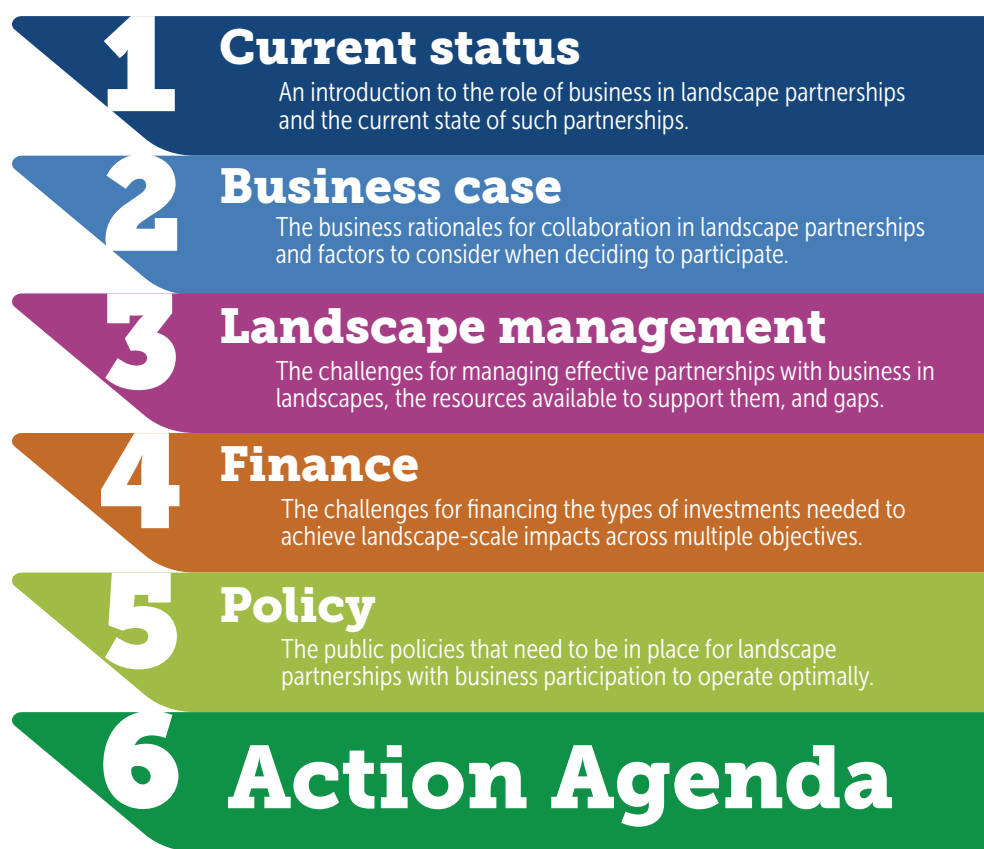 1
Current status
An introduction to the role of business in landscape partnerships
and the current state of such partnerships.
2
Business case
The business rationales for collaboration in landscape partnerships
and factors to consider when deciding to participate.
3
Landscape management
The challenges for managing effective partnerships with business in
landscapes, the resources available to support them, and gaps.
4
Finance
The challenges for financing the types of investments needed to
achieve landscape-scale impacts across multiple objectives.
5
Policy
The public policies that need to be in place for landscape
partnerships with business participation to operate optimally.
6
Action Agenda